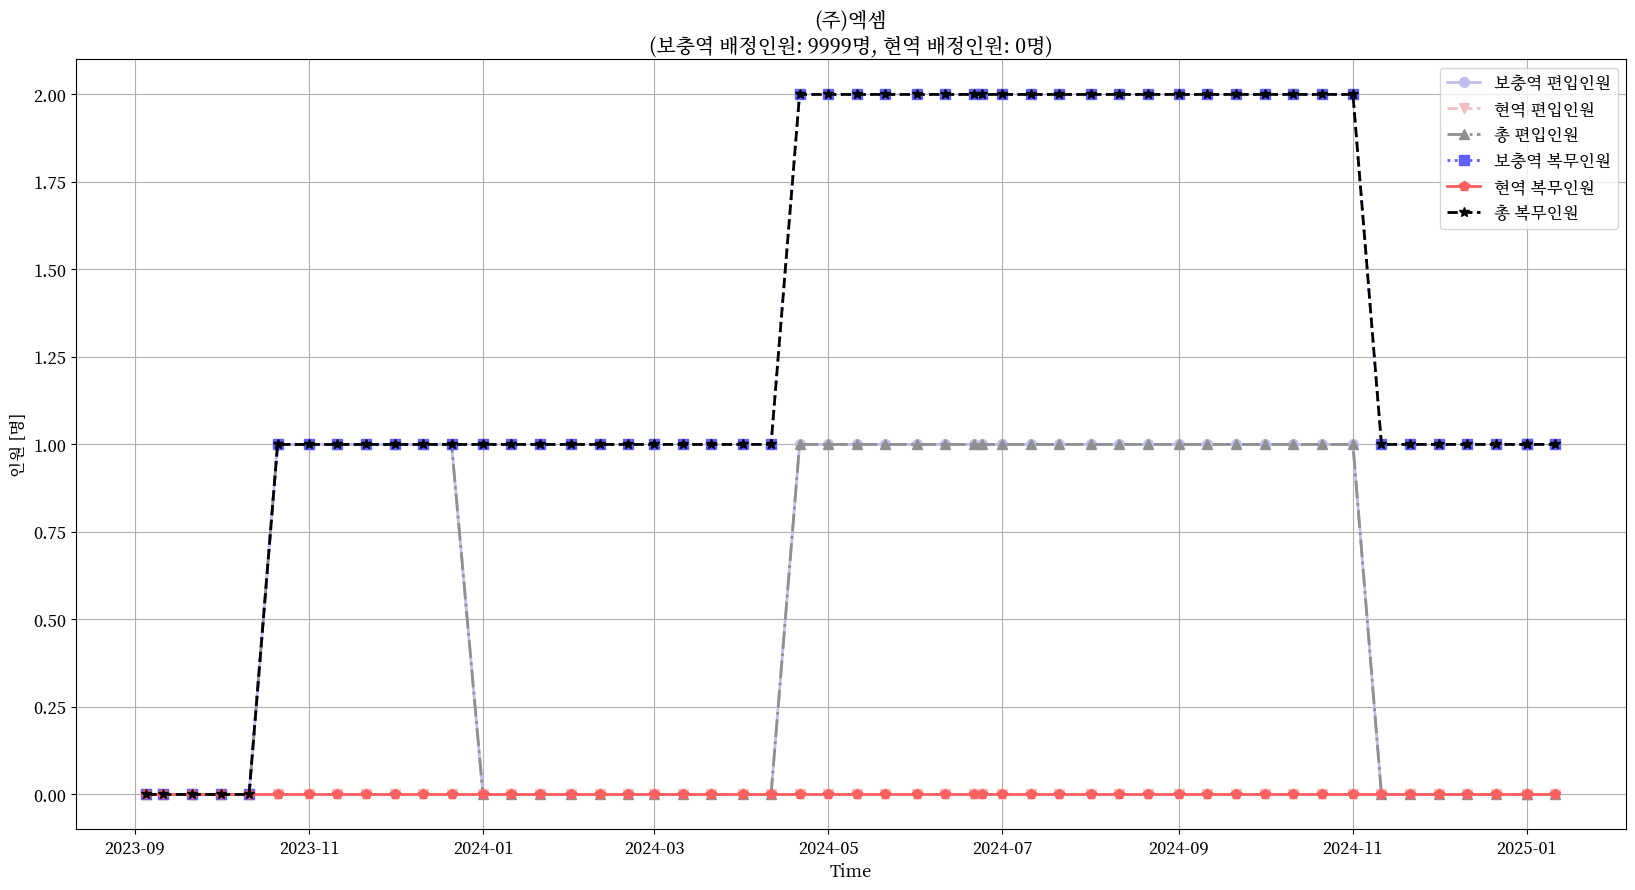 (주)엑셈
(보충역 배정인원: 9999명, 현역 배정인원: 0명)
보충역 편입인원
현역 편입인원
총 편입인원
보충역 복무인원
현역 복무인원
총 복무인원
인원 [명]
2.00
1.75
1.50
1.25
1.00
0.75
0.50
0.25
0.00
2023-09
2023-11
2024-01
2024-03
2024-05
2024-07
2024-09
2024-11
2025-01
Time